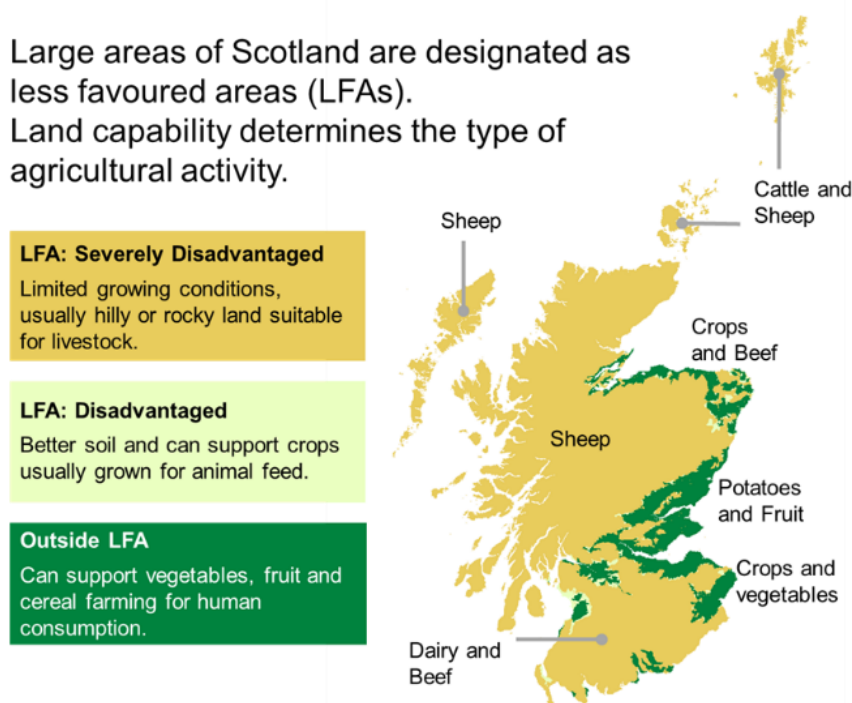 Large areas of Scotland are designated as
less favoured areas (LFAs).
Land capability determines the type of
agricultural activity.
Cattle and
Sheep
Sheep
LFA: Severely Disadvantaged
Limited growing conditions,
usually hilly or rocky land suitable
for livestock.
Crops
and Beef
LFA: Disadvantaged
Better soil and can support crops
usually grown for animal feed.
Sheep
Potatoes
and Fruit
Outside LFA
Can support vegetables, fruit and
cereal farming for human
consumption.
Crops and
vegetables
Dairy and
Beef